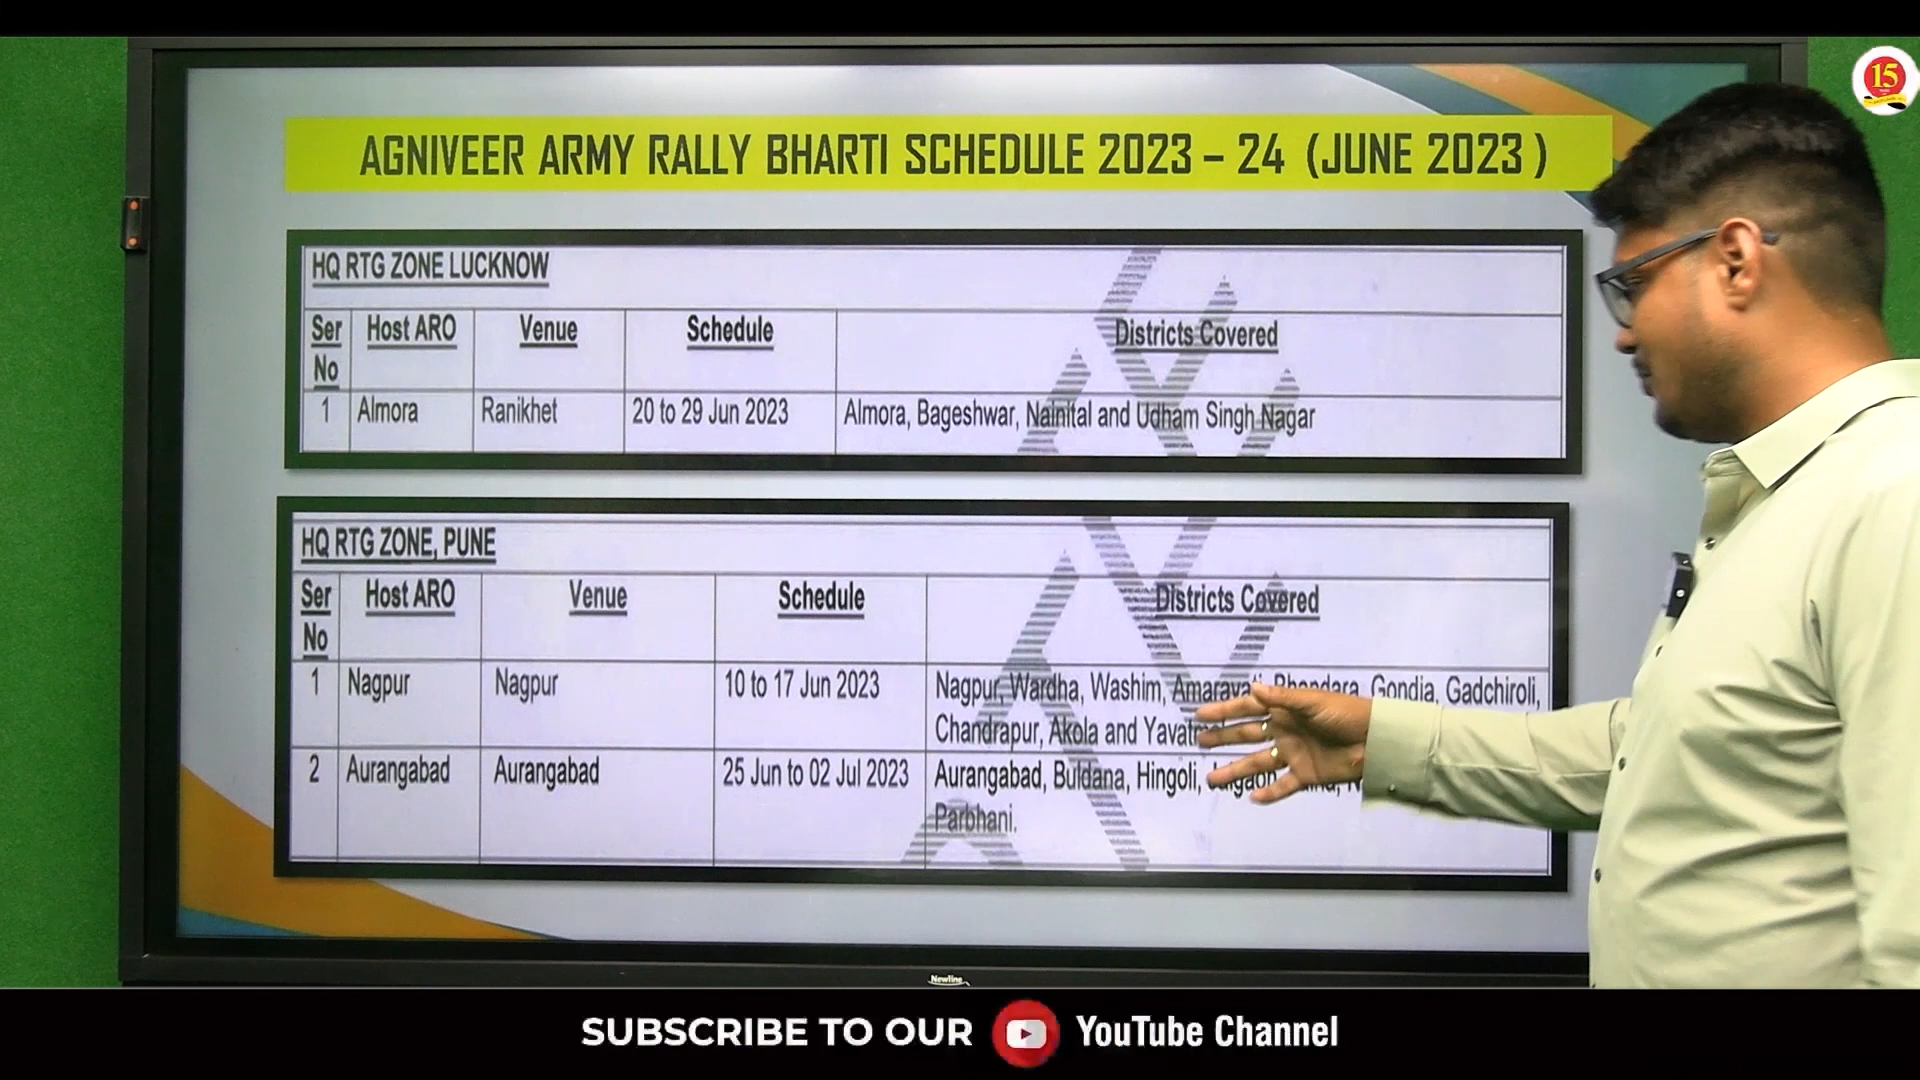 15
AGNIVEER ARMY RALLY BHARTI SCHEDULE 2023 – 24 (JUNE 2023 )
HQ RTG ZONE LUCKNOW
Ser No Host ARO Venue Schedule Districts Covered
1 Almora Ranikhet 20 to 29 Jun 2023 Almora, Bageshwar, Nainital and Udham Singh Nagar
HQ RTG ZONE, PUNE
Ser No Host ARO Venue Schedule Districts Covered
1 Nagpur Nagpur 10 to 17 Jun 2023 Nagpur, Wardha, Washim, Amaravati, Bhandara, Gondia, Gadchiroli,
Chandrapur, Akola and
2 Aurangabad Aurangabad 25 Jun to 02 Jul 2023 Aurangabad, Buldana, Hingoli,
Parbhani.
Newline
SUBSCRIBE TO OUR YouTube Channel